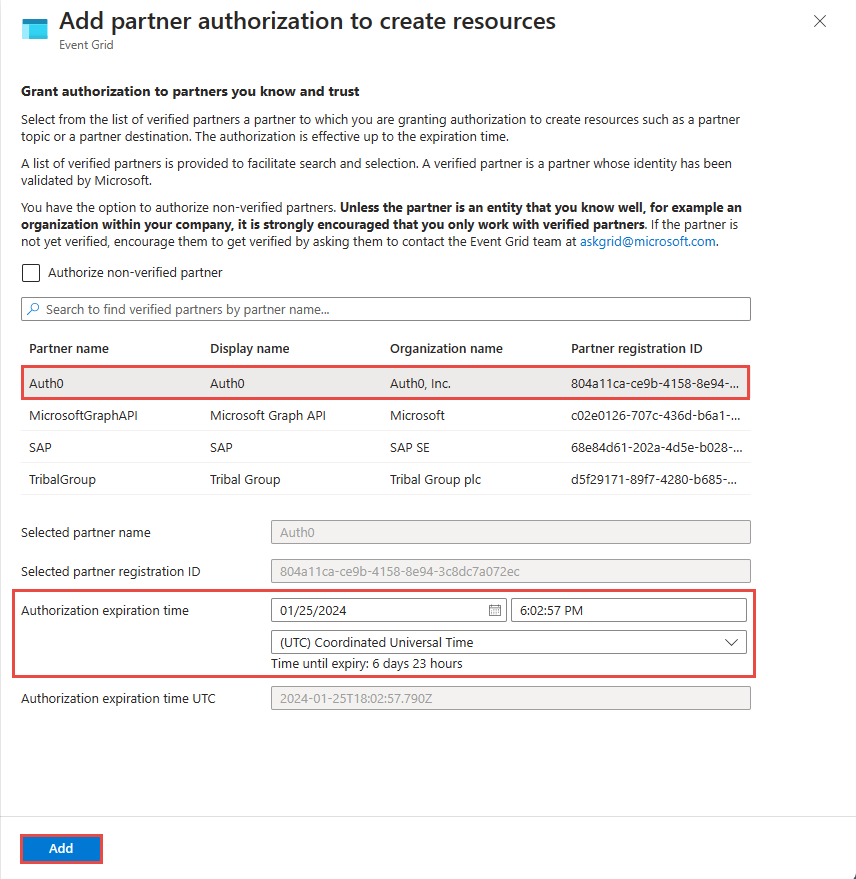 Add partner authorization to create resources
Event Grid
Grant authorization to partners you know and trust
Select from the list of verified partners a partner to which you are granting authorization to create resources such as a partner
topic or a partner destination. The authorization is effective up to the expiration time.
A list of verified partners is provided to facilitate search and selection. A verified partner is a partner whose identity has been
validated by Microsoft.
You have the option to authorize non-verified partners. Unless the partner is an entity that you know well, for example an
organization within your company, it is strongly encouraged that you only work with verified partners. If the partner is
not yet verified, encourage them to get verified by asking them to contact the Event Grid team at askgrid@microsoft.com.
Authorize non-verified partner
Search to find verified partners by partner name...
Partner name Display name Organization name Partner registration ID
Auth0 Auth0 Auth0, Inc. 804a11ca-ce9b-4158-8e94-...
MicrosoftGraphAPI Microsoft Graph API Microsoft c02e0126-707c-436d-b6a1-...
SAP SAP SAP SE 68e84d61-202a-4d5e-b028-...
TribalGroup Tribal Group Tribal Group plc d5f29171-89f7-4280-b685-...
Selected partner name Auth0
Selected partner registration ID 804a11ca-ce9b-4158-8e94-3c8dc7a072ec
Authorization expiration time 01/25/2024 6:02:57 PM
(UTC) Coordinated Universal Time
Time until expiry: 6 days 23 hours
Authorization expiration time UTC 2024-01-25T18:02:57.790Z
Add